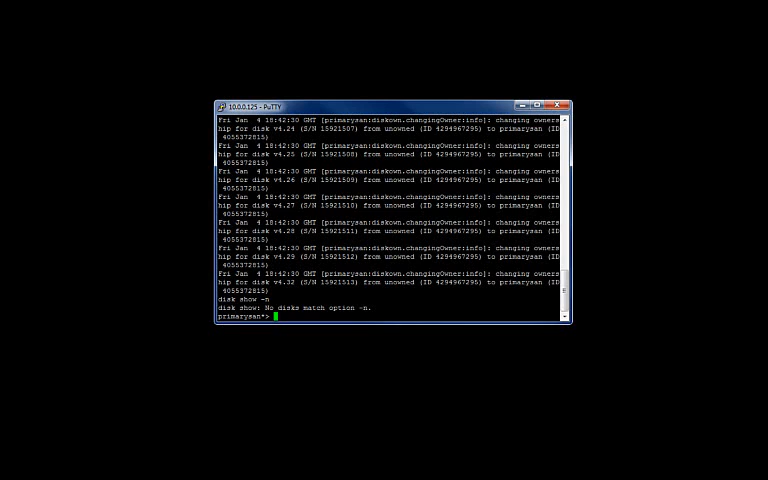 10.0.0.125 - PuTTY
Fri Jan 4 18:42:30 GMT [primarysan:diskown.changingOwner:info]: changing owners
hip for disk v4.24 (S/N 15921507) from unowned (ID 4294967295) to primarysan (ID
4055372815)
Fri Jan 4 18:42:30 GMT [primarysan:diskown.changingOwner:info]: changing owners
hip for disk v4.25 (S/N 15921508) from unowned (ID 4294967295) to primarysan (ID
4055372815)
Fri Jan 4 18:42:30 GMT [primarysan:diskown.changingOwner:info]: changing owners
hip for disk v4.26 (S/N 15921509) from unowned (ID 4294967295) to primarysan (ID
4055372815)
Fri Jan 4 18:42:30 GMT [primarysan:diskown.changingOwner:info]: changing owners
hip for disk v4.27 (S/N 15921510) from unowned (ID 4294967295) to primarysan (ID
4055372815)
Fri Jan 4 18:42:30 GMT [primarysan:diskown.changingOwner:info]: changing owners
hip for disk v4.28 (S/N 15921511) from unowned (ID 4294967295) to primarysan (ID
4055372815)
Fri Jan 4 18:42:30 GMT [primarysan:diskown.changingOwner:info]: changing owners
hip for disk v4.29 (S/N 15921512) from unowned (ID 4294967295) to primarysan (ID
4055372815)
Fri Jan 4 18:42:30 GMT [primarysan:diskown.changingOwner:info]: changing owners
hip for disk v4.32 (S/N 15921513) from unowned (ID 4294967295) to primarysan (ID
4055372815)
disk show -n
disk show: No disks match option -n.
primarysan*>